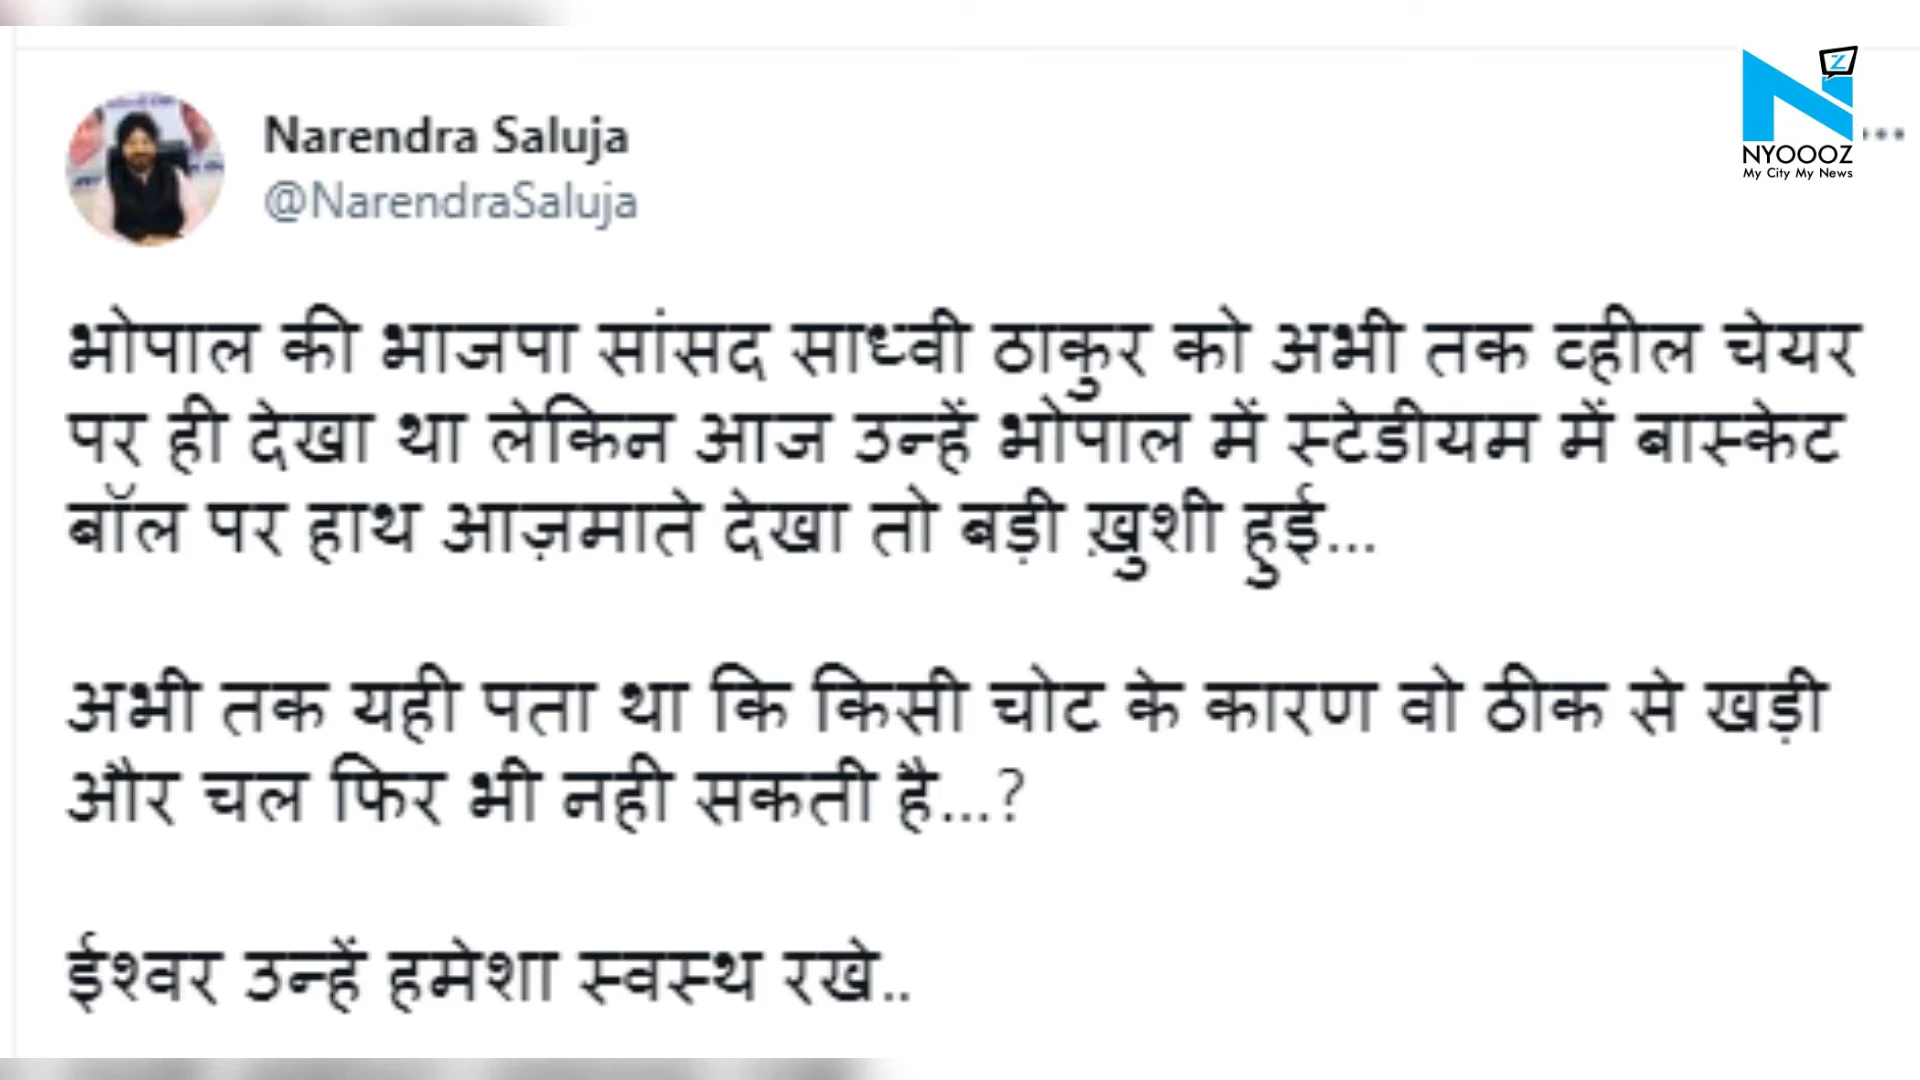 Narendra Saluja
@NarendraSaluja
NYOOOZ
My City My News
भोपाल की भाजपा सांसद साध्वी ठाकुर को अभी तक व्हील चेयर
पर ही देखा था लेकिन आज उन्हें भोपाल में स्टेडीयम में बास्केट
बॉल पर हाथ आज़माते देखा तो बड़ी ख़ुशी हुई...
अभी तक यही पता था कि किसी चोट के कारण वो ठीक से खड़ी
और चल फिर भी नही सकती है...?
ईश्वर उन्हें हमेशा स्वस्थ रखे..